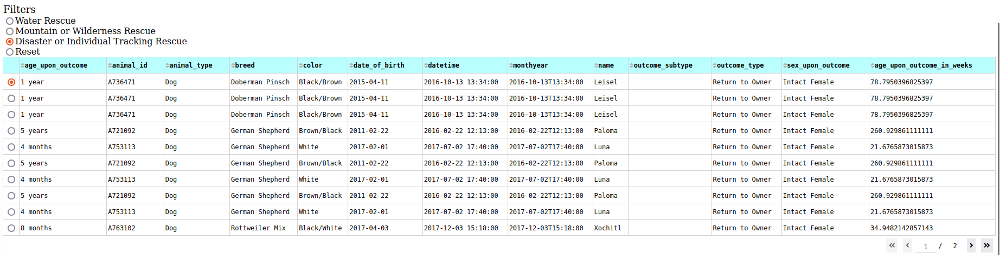 Filters
Water Rescue
Mountain or Wilderness Rescue
Disaster or Individual Tracking Rescue
Reset
age_upon_outcome animal_id animal_type breed color date_of_birth datetime monthyear name outcome_subtype outcome_type sex_upon_outcome age_upon_outcome_in_weeks
1 year A736471 Dog Doberman Pinsch Black/Brown 2015-04-11 2016-10-13 13:34:00 2016-10-13T13:34:00 Leisel Return to Owner Intact Female 78.7950396825397
1 year A736471 Dog Doberman Pinsch Black/Brown 2015-04-11 2016-10-13 13:34:00 2016-10-13T13:34:00 Leisel Return to Owner Intact Female 78.7950396825397
1 year A736471 Dog Doberman Pinsch Black/Brown 2015-04-11 2016-10-13 13:34:00 2016-10-13T13:34:00 Leisel Return to Owner Intact Female 78.7950396825397
5 years A721092 Dog German Shepherd Brown/Black 2011-02-22 2016-02-22 12:13:00 2016-02-22T12:13:00 Paloma Return to Owner Intact Female 260.929861111111
4 months A753113 Dog German Shepherd White 2017-02-01 2017-07-02 17:40:00 2017-07-02T17:40:00 Luna Return to Owner Intact Female 21.6765873015873
5 years A721092 Dog German Shepherd Brown/Black 2011-02-22 2016-02-22 12:13:00 2016-02-22T12:13:00 Paloma Return to Owner Intact Female 260.929861111111
4 months A753113 Dog German Shepherd White 2017-02-01 2017-07-02 17:40:00 2017-07-02T17:40:00 Luna Return to Owner Intact Female 21.6765873015873
5 years A721092 Dog German Shepherd Brown/Black 2011-02-22 2016-02-22 12:13:00 2016-02-22T12:13:00 Paloma Return to Owner Intact Female 260.929861111111
4 months A753113 Dog German Shepherd White 2017-02-01 2017-07-02 17:40:00 2017-07-02T17:40:00 Luna Return to Owner Intact Female 21.6765873015873
8 months A763102 Dog Rottweiler Mix Black/White 2017-04-03 2017-12-03 15:18:00 2017-12-03T15:18:00 Xochitl Return to Owner Intact Female 34.9482142857143
1 / 2